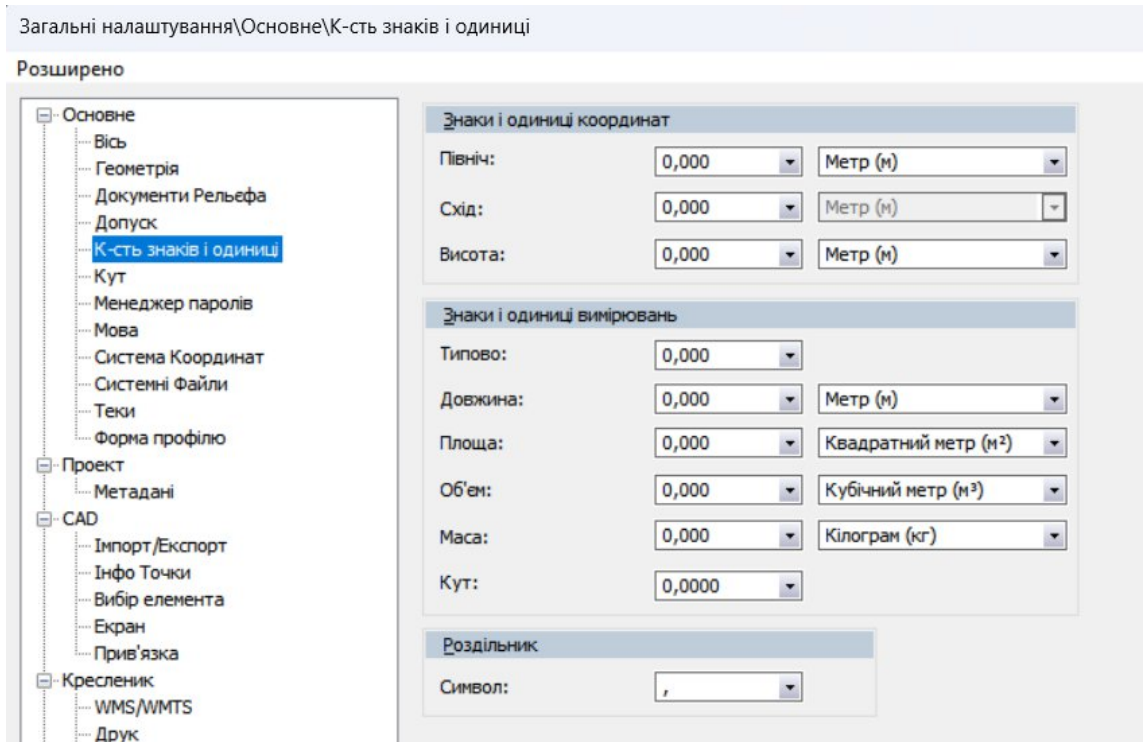 Загальні налаштування\Основне\К-сть знаків і одиниці
Розширено
Основне
Вісь
Геометрія
Документи Рельєфа
Допуск
К-сть знаків і одиниці
Кут
Менеджер паролів
Мова
Система Координат
Системні Файли
Теки
Форма профілю
Проект
Метадані
CAD
Імпорт/Експорт
Інфо Точки
Вибір елемента
Екран
Прив'язка
Кресленик
WMS/WMTS
Друк
Знаки і одиниці координат
Північ: 0,000 Метр (м)
Схід: 0,000 Метр (м)
Висота: 0,000 Метр (м)
Знаки і одиниці вимірювань
Типово: 0,000
Довжина: 0,000 Метр (м)
Площа: 0,000 Квадратний метр (м²)
Об'єм: 0,000 Кубічний метр (м³)
Маса: 0,000 Кілограм (кг)
Кут: 0,0000
Роздільник
Символ: ,